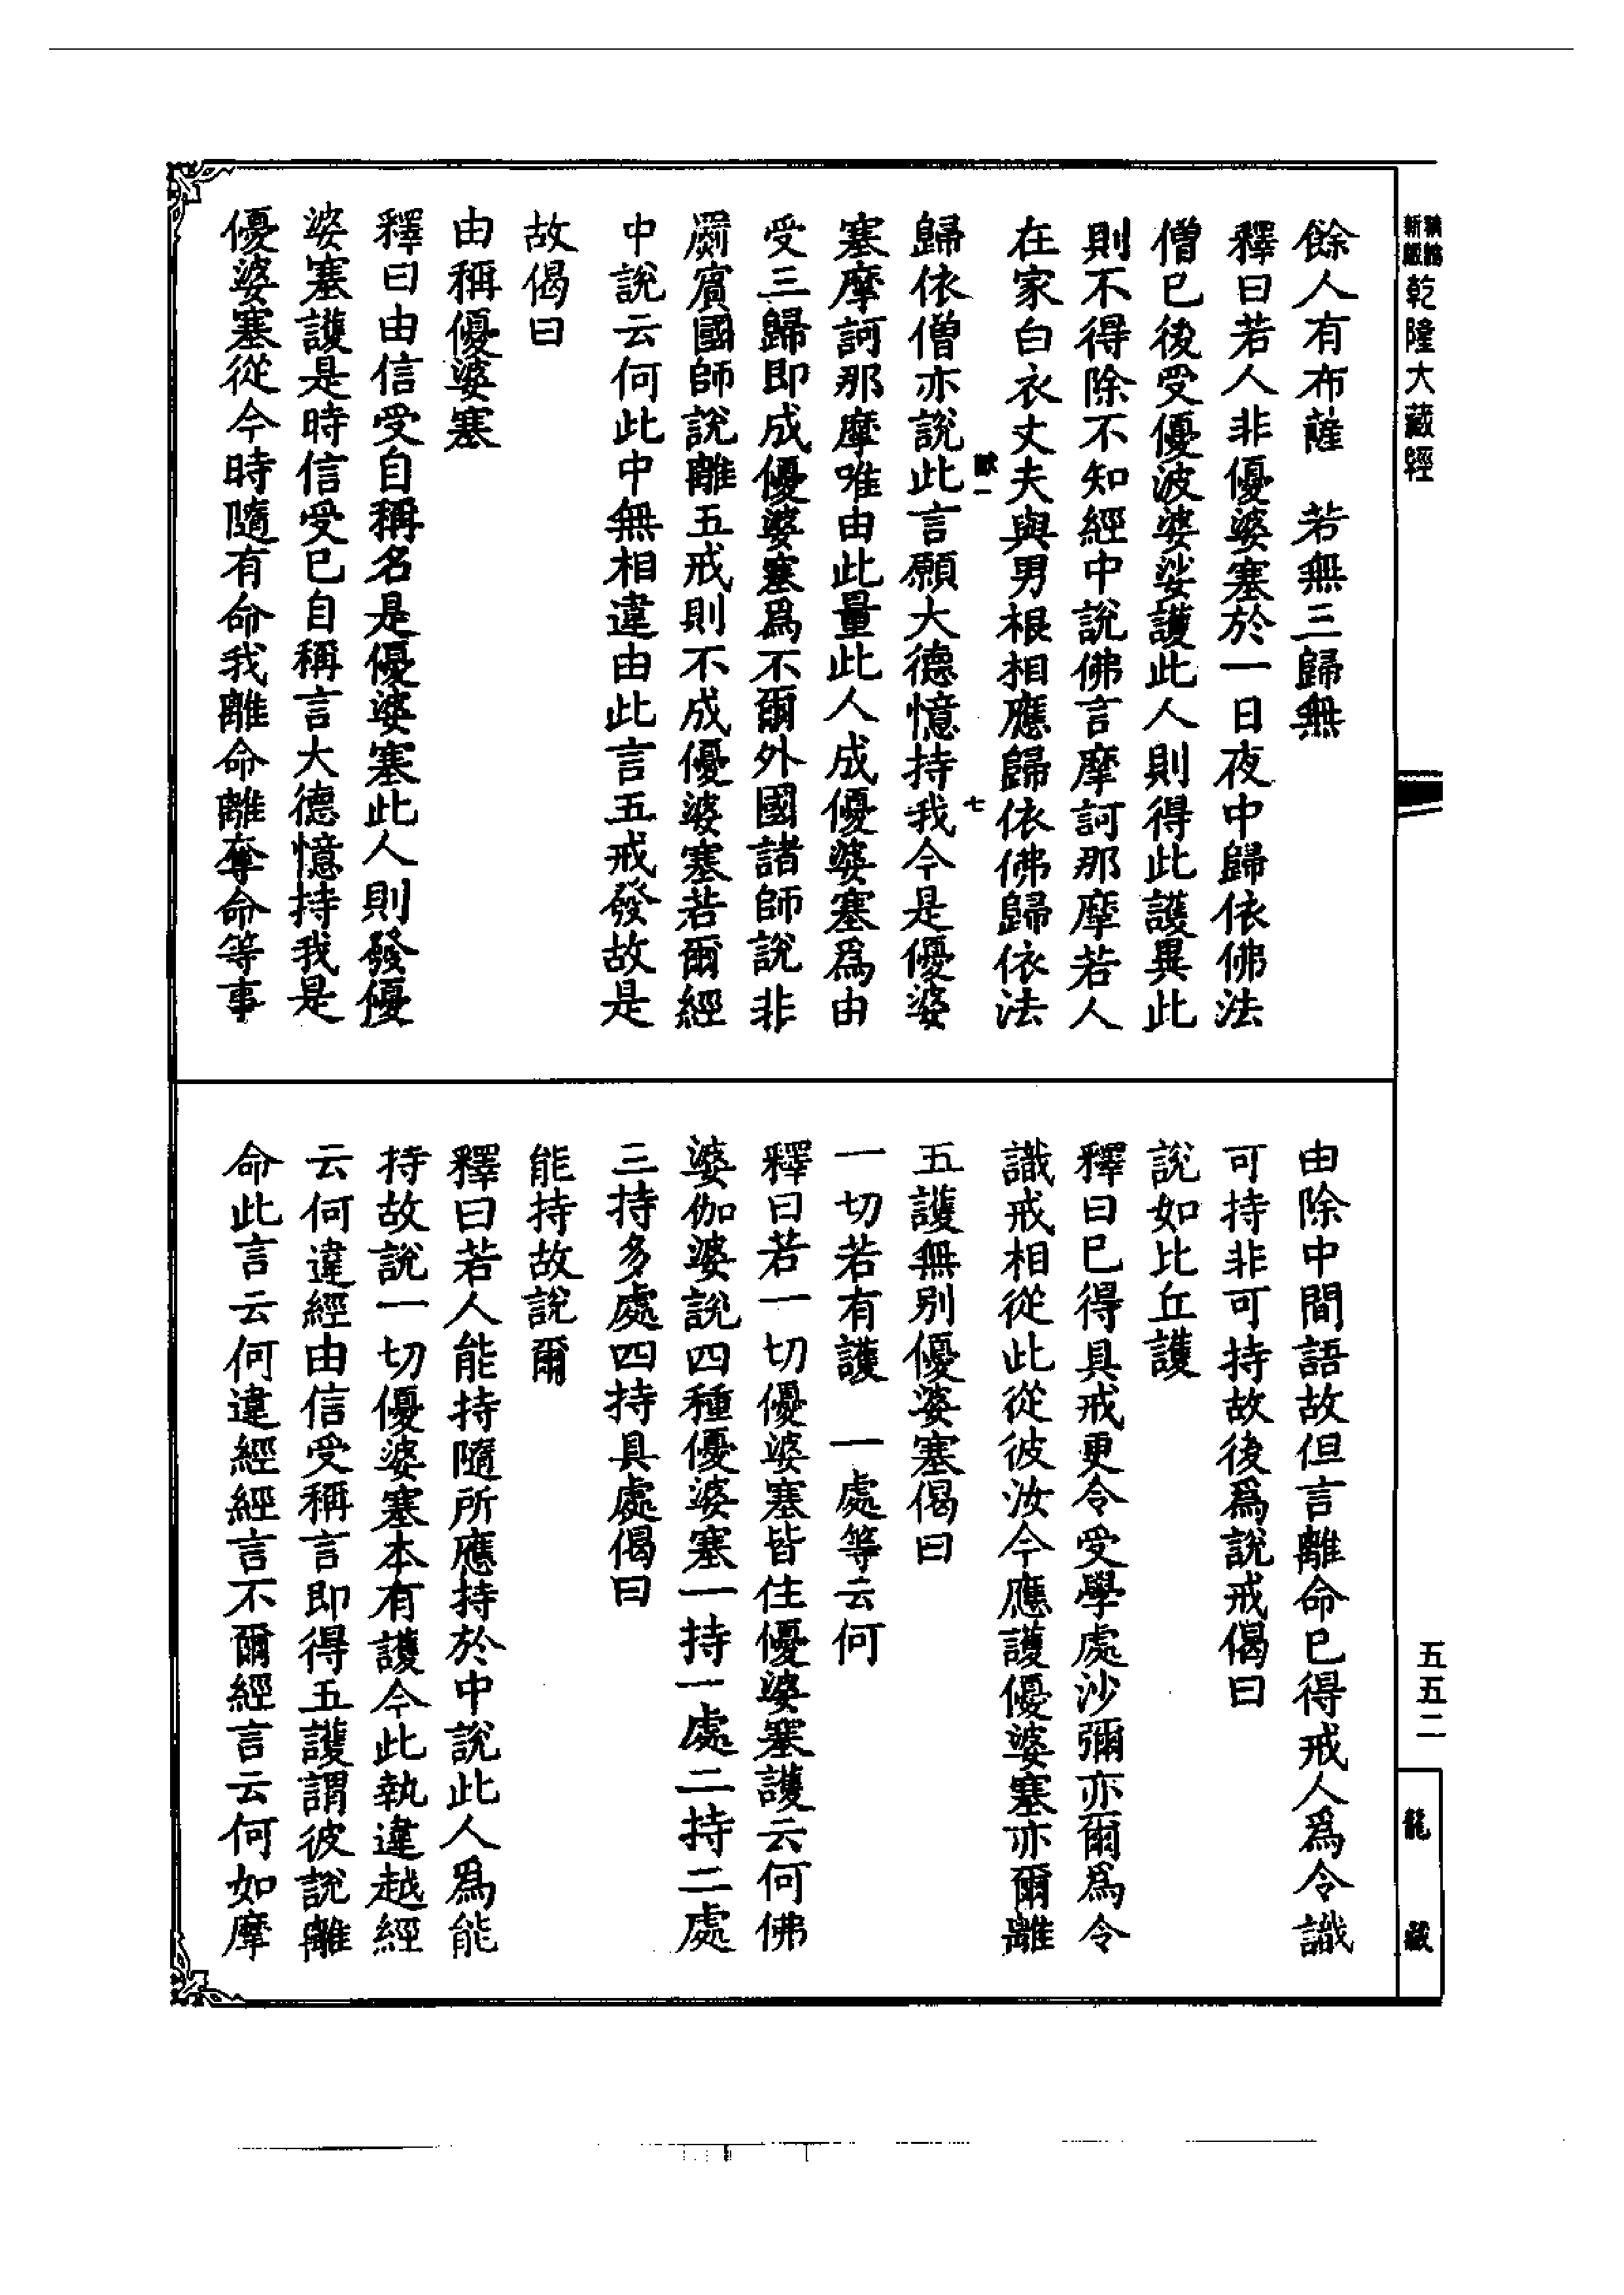 新編縮版乾隆大藏經
餘人有布薩　若無三歸無
釋曰若人非優婆塞於一日夜中歸依佛法
僧已後受優波婆娑護此人則得此護異此
則不得除不知經中說佛言摩訶那摩若人
在家白衣丈夫與男根相應歸依佛歸依法
七
歸依僧亦說此言願大德憶持我今是優婆
塞摩訶那摩唯由此量此人成優婆塞爲由
受三歸即成優婆塞爲不爾外國諸師說非
罽賓國師說離五戒則不成優婆塞若爾經
中說云何此中無相違由此言五戒發故是
故偈曰
由稱優婆塞
釋曰由信受自稱名是優婆塞此人則發優
婆塞護是時信受已自稱言大德憶持我是
優婆塞從今時隨有命我離命離奪命等事
由除中間語故但言離命已得戒人爲令識
可持非可持故後爲說戒偈曰
說如比丘護
釋曰已得具戒更令受學處沙彌亦爾爲令
識戒相從此從彼汝今應護優婆塞亦爾離
五護無別優婆塞偈曰
一切若有護　一處等云何
釋曰若一切優婆塞皆住優婆塞護云何佛
婆伽婆說四種優婆塞一持一處二持二處
三持多處四持具處偈曰
能持故說爾
釋曰若人能持隨所應持於中說此人爲能
持故說一切優婆塞本有護今此執違越經
云何違經由信受稱言即得五護謂彼說離
命此言云何違經經言不爾經言云何如摩
五五二
龍藏